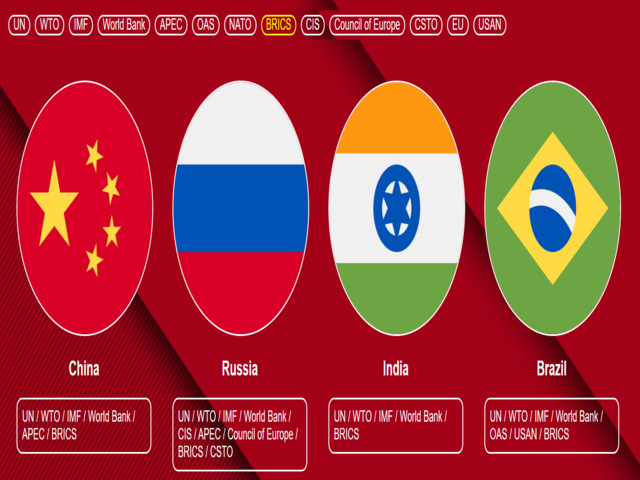 UN WTO IMF World Bank APEC OAS NATO BRICS CIS Council of Europe CSTO EU USAN
China
Russia
India
Brazil
UN / WTO / IMF / World Bank /
APEC / BRICS
UN / WTO / IMF / World Bank /
CIS / APEC / Council of Europe /
BRICS / CSTO
UN / WTO / IMF / World Bank /
BRICS
UN / WTO / IMF / World Bank /
OAS / USAN / BRICS